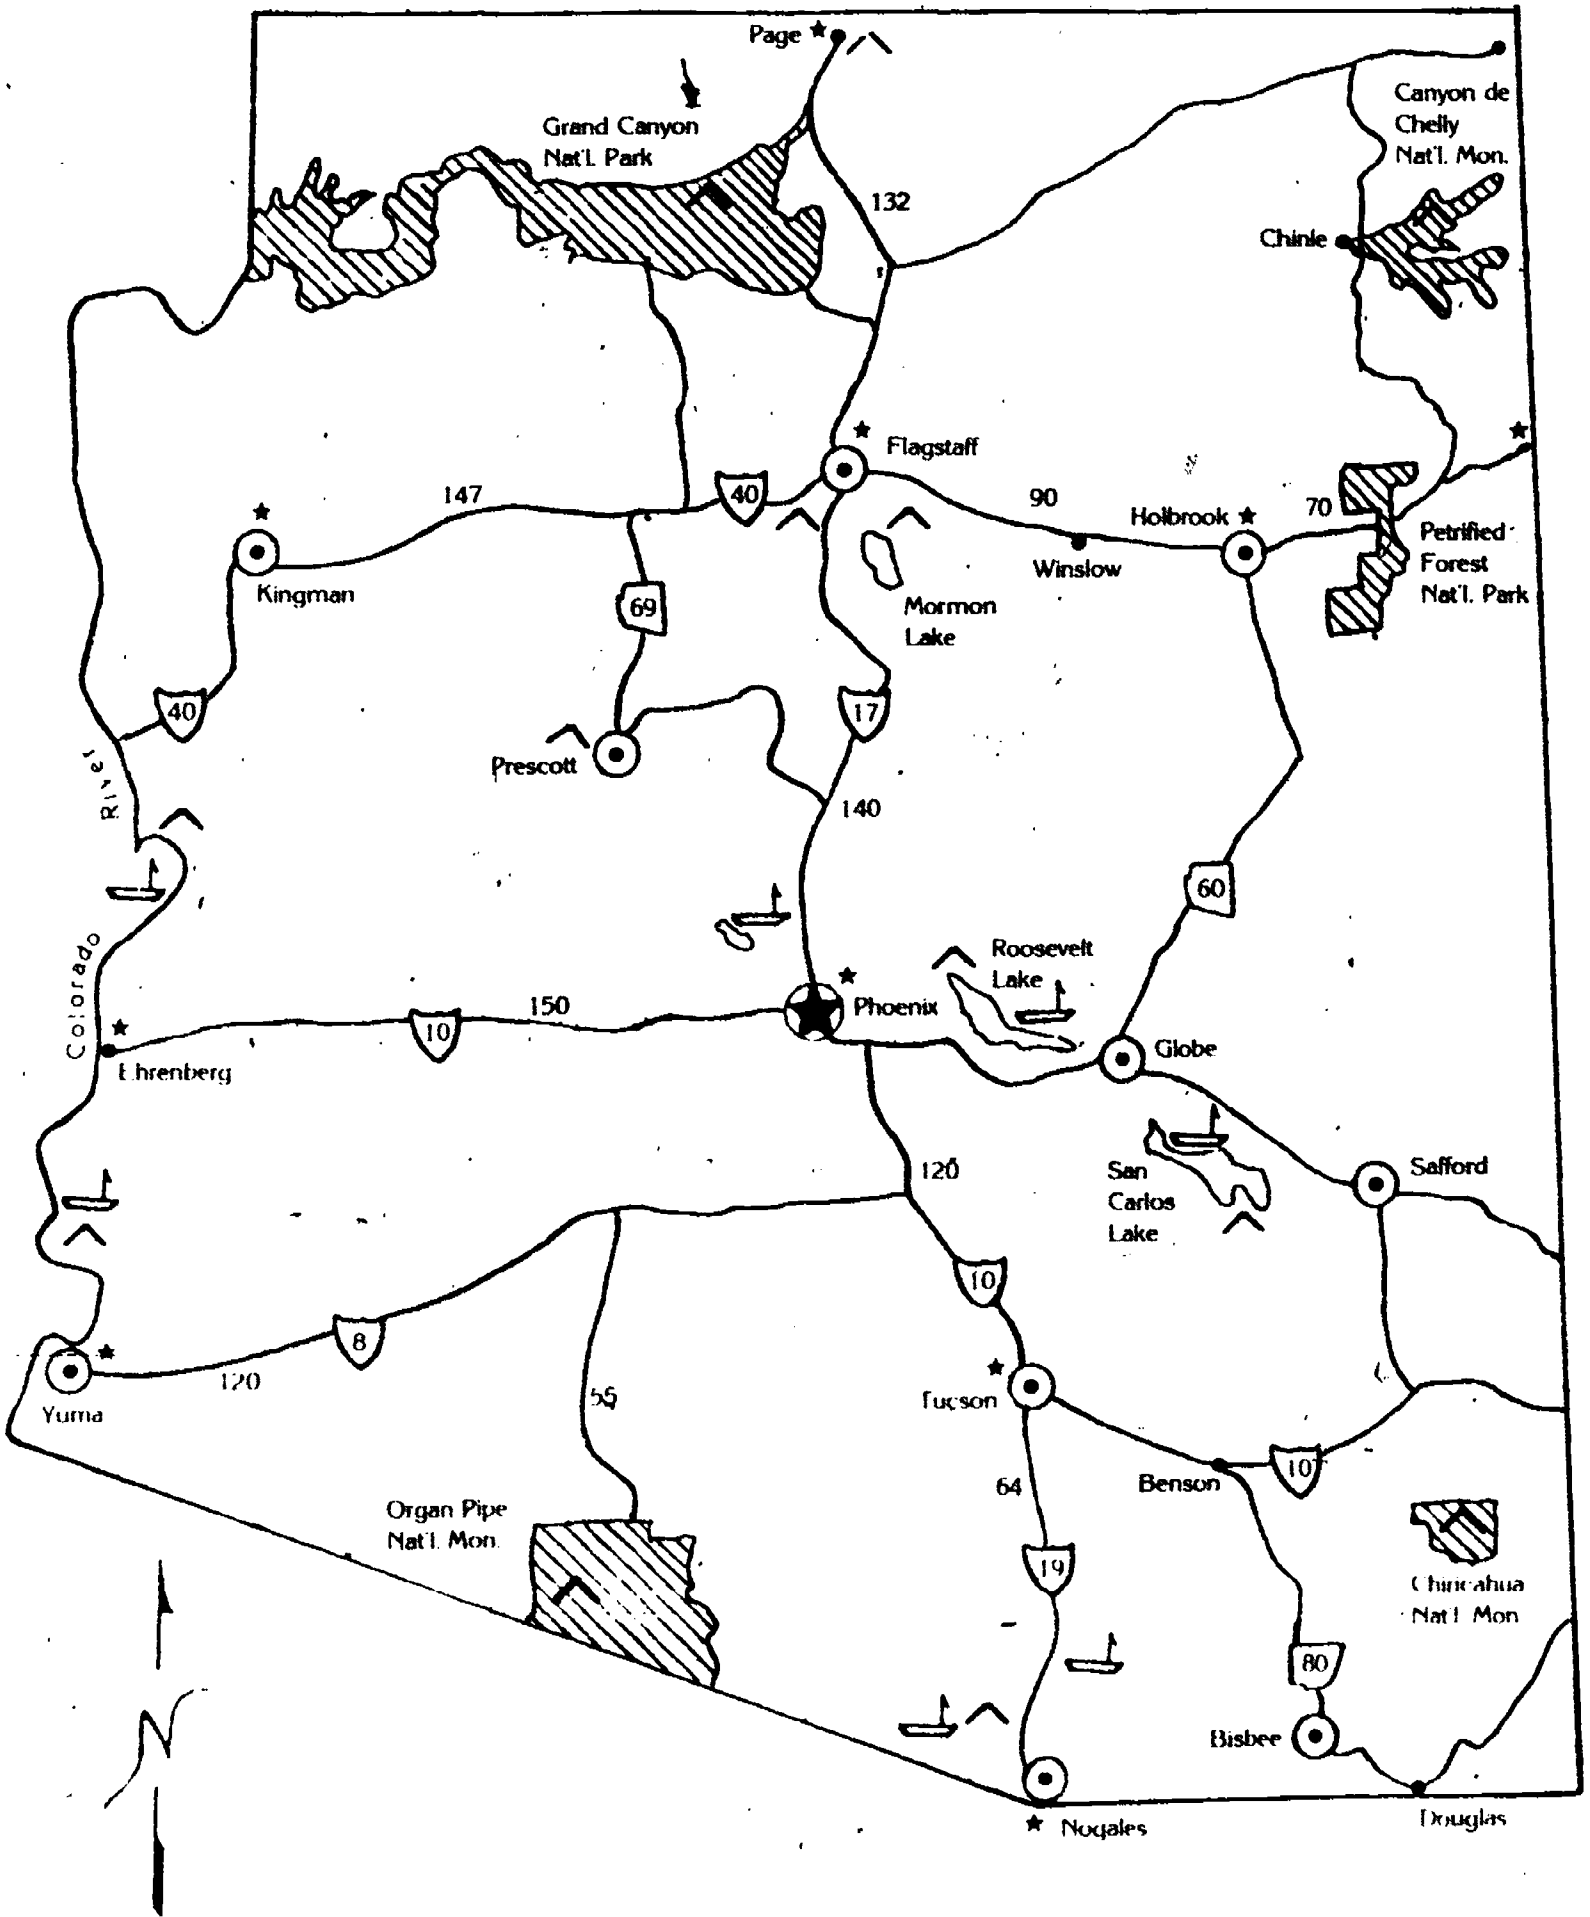 Page
Grand Canyon
Nat'l. Park
Canyon de
Chelly
Nat'l. Mon.
132
Chinle
Flagstaff
147
40
90
Holbrook
70
Winslow
Petrified
Forest
Nat'l. Park
Kingman
69
Mormon
Lake
40
17
Prescott
River
140
60
Colorado
Roosevelt
Lake
150
Phoenix
10
Globe
Ehrenberg
120
San
Carlos
Lake
Safford
10
8
120
55
Yuma
Tucson
64
Benson
10
Organ Pipe
Nat'l. Mon.
19
Chiricahua
Nat'l Mon
80
N
Bisbee
Nogales
Douglas